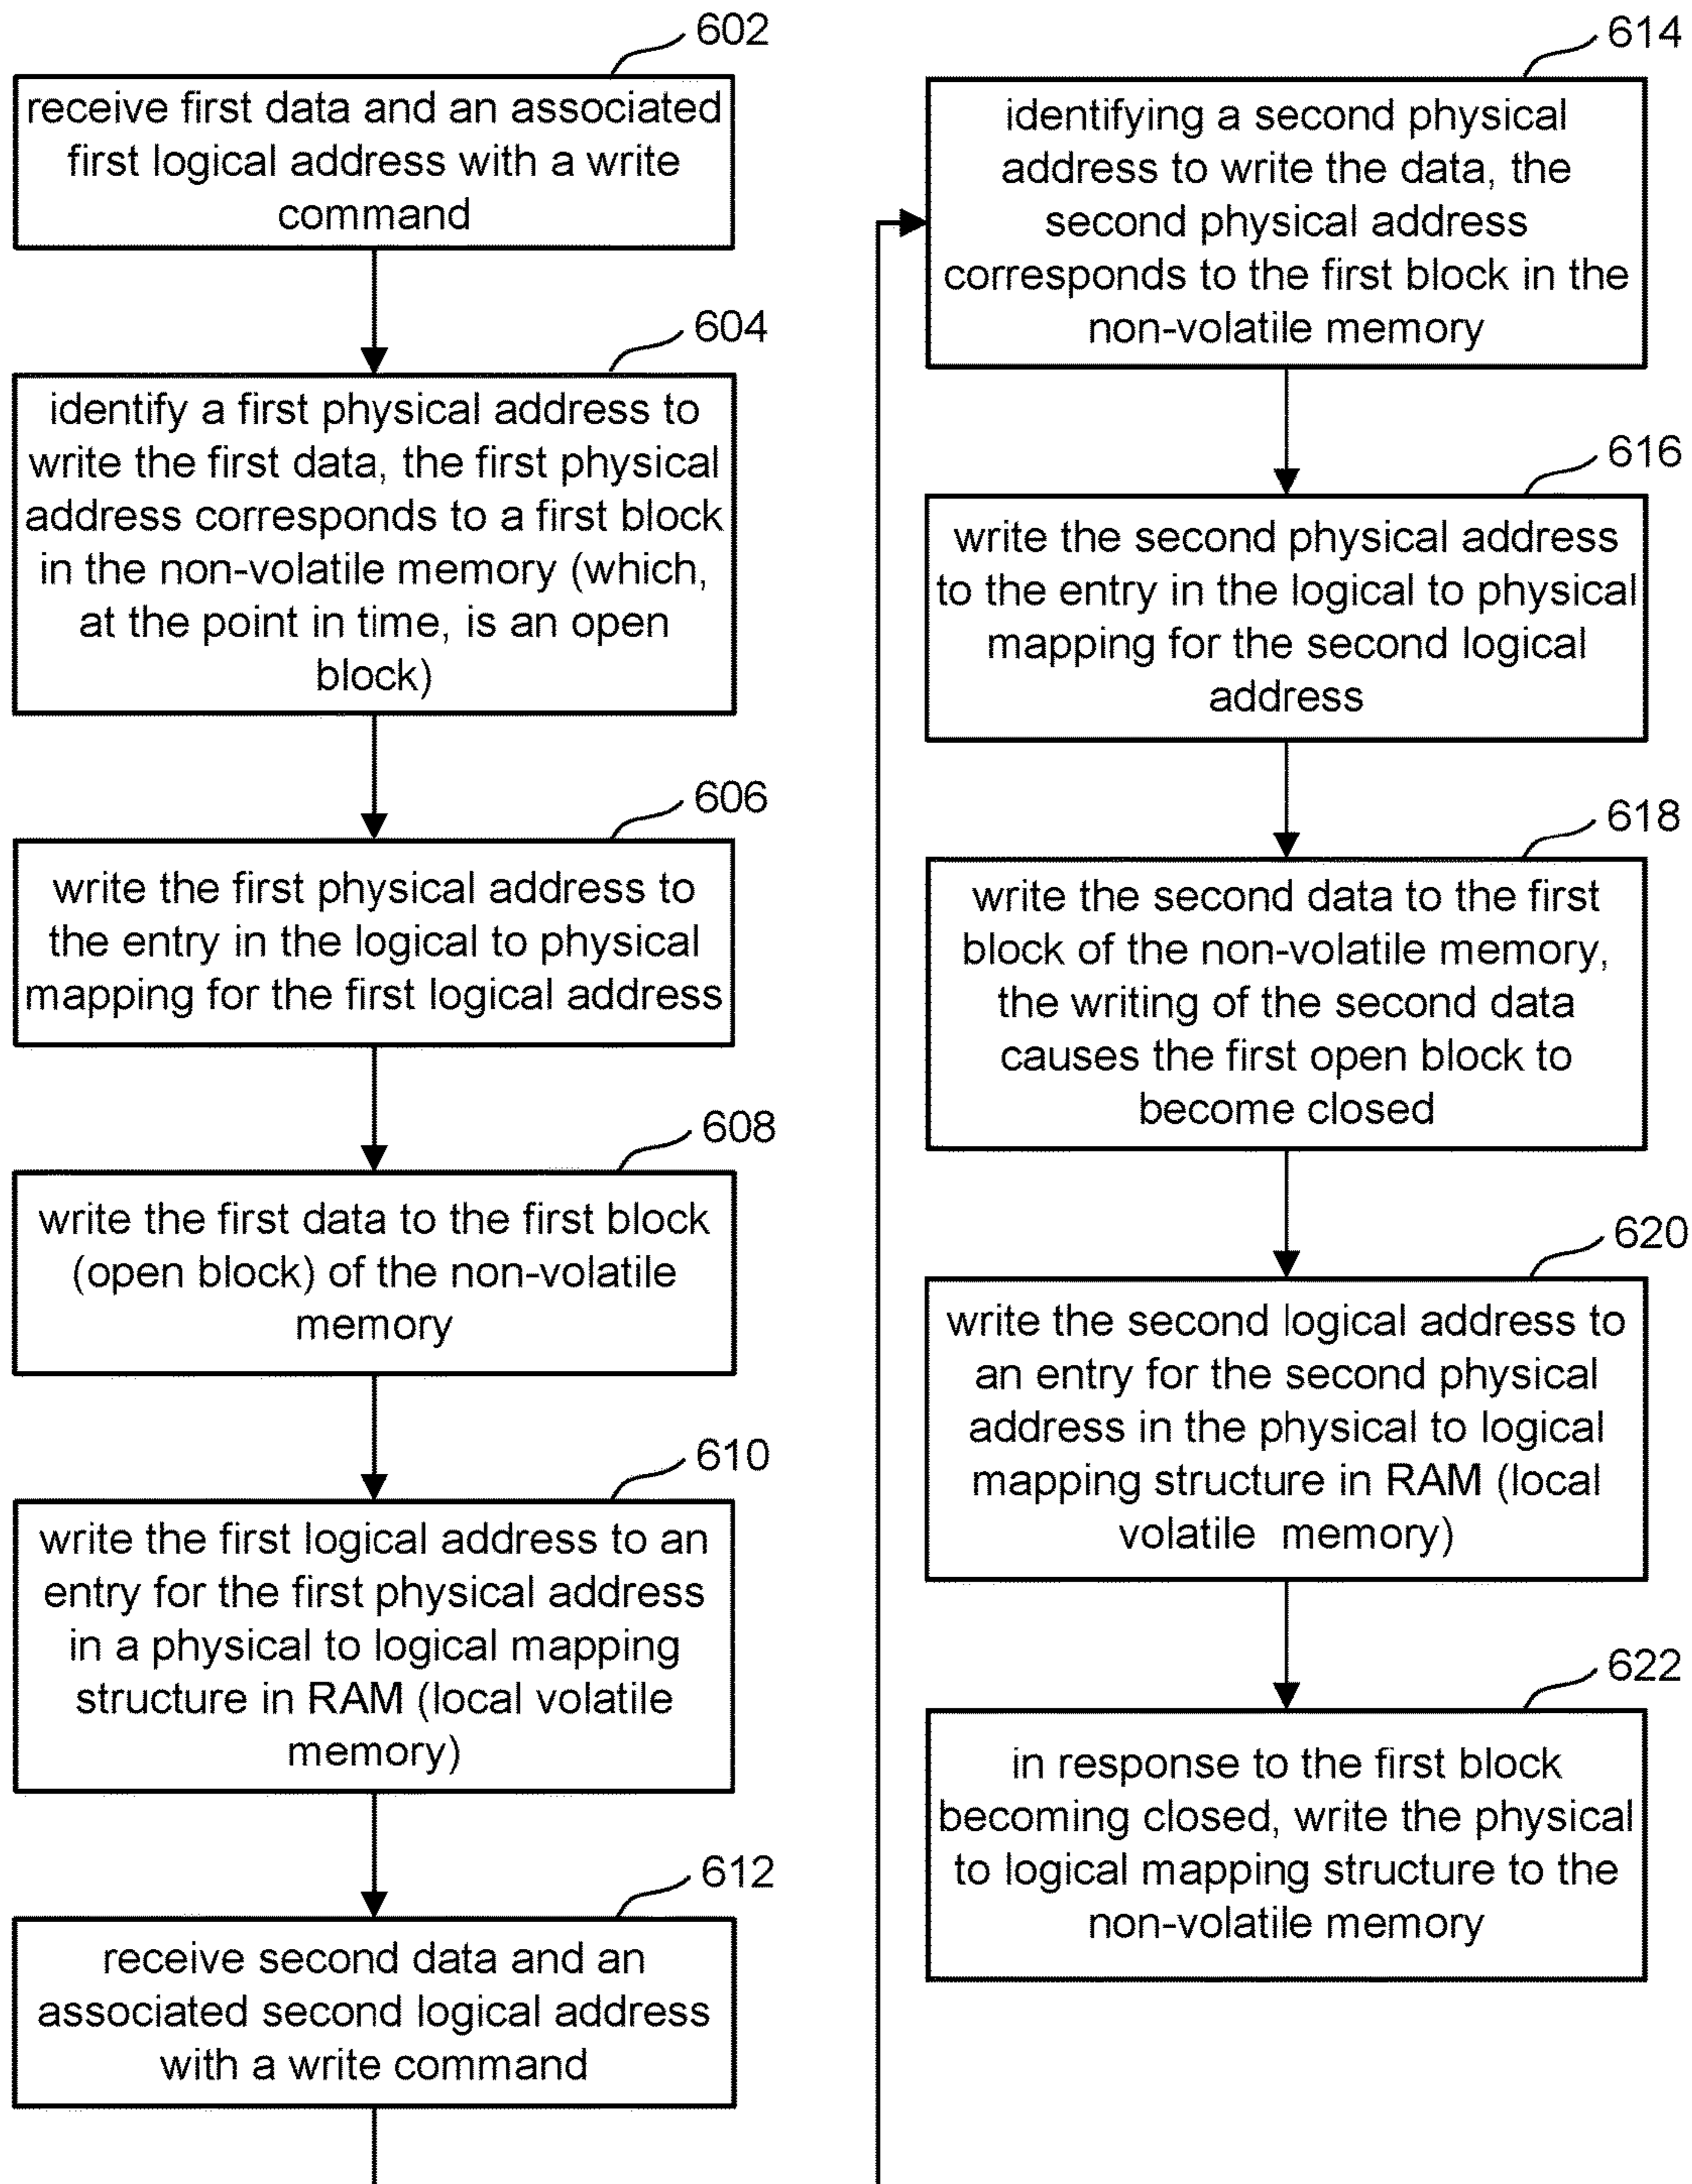 602
receive first data and an associated
first logical address with a write
command
604
identify a first physical address to
write the first data, the first physical
address corresponds to a first block
in the non-volatile memory (which,
at the point in time, is an open
block)
606
write the first physical address to
the entry in the logical to physical
mapping for the first logical address
608
write the first data to the first block
(open block) of the non-volatile
memory
610
write the first logical address to an
entry for the first physical address
in a physical to logical mapping
structure in RAM (local volatile
memory)
612
receive second data and an
associated second logical address
with a write command
614
identifying a second physical
address to write the data, the
second physical address
corresponds to the first block in the
non-volatile memory
616
write the second physical address
to the entry in the logical to physical
mapping for the second logical
address
618
write the second data to the first
block of the non-volatile memory,
the writing of the second data
causes the first open block to
become closed
620
write the second logical address to
an entry for the second physical
address in the physical to logical
mapping structure in RAM (local
volatile memory)
622
in response to the first block
becoming closed, write the physical
to logical mapping structure to the
non-volatile memory